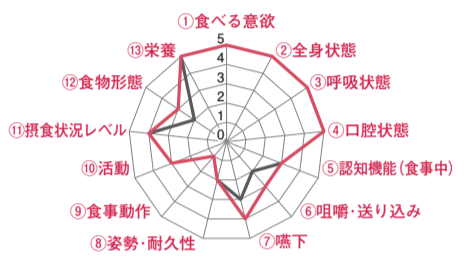 ①食べる意欲
②全身状態
③呼吸状態
④口腔状態
⑤認知機能(食事中)
⑥咀嚼・送り込み
⑦嚥下
⑧姿勢・耐久性
⑨食事動作
⑩活動
⑪摂食状況レベル
⑫食物形態
⑬栄養
5
4
3
2
1
0